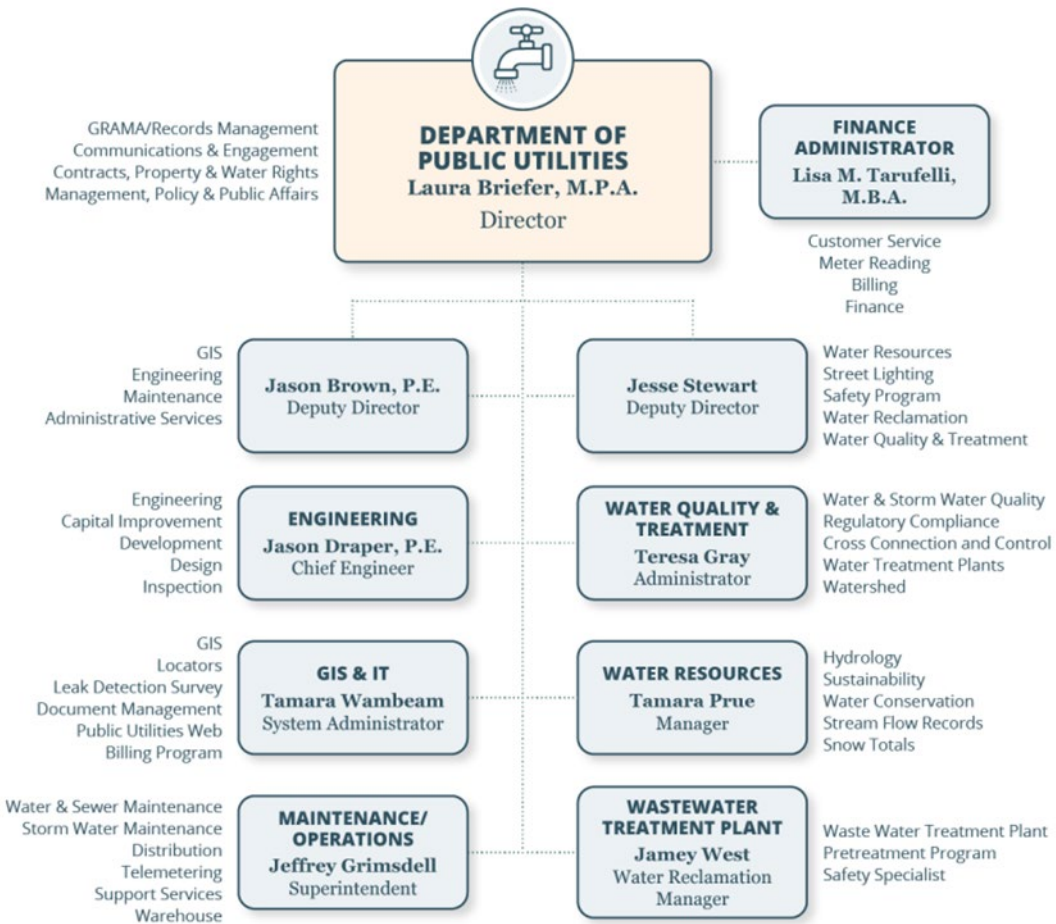 GRAMA/Records Management
Communications & Engagement
Contracts, Property & Water Rights
Management, Policy & Public Affairs
DEPARTMENT OF
PUBLIC UTILITIES
Laura Briefer, M.P.A.
Director
FINANCE
ADMINISTRATOR
Lisa M. Tarufelli,
M.B.A.
Customer Service
Meter Reading
Billing
Finance
GIS
Engineering
Maintenance
Administrative Services
Jason Brown, P.E.
Deputy Director
Jesse Stewart
Deputy Director
Water Resources
Street Lighting
Safety Program
Water Reclamation
Water Quality & Treatment
Engineering
Capital Improvement
Development
Design
Inspection
ENGINEERING
Jason Draper, P.E.
Chief Engineer
WATER QUALITY &
TREATMENT
Teresa Gray
Administrator
Water & Storm Water Quality
Regulatory Compliance
Cross Connection and Control
Water Treatment Plants
Watershed
GIS
Locators
Leak Detection Survey
Document Management
Public Utilities Web
Billing Program
GIS & IT
Tamara Wambeam
System Administrator
WATER RESOURCES
Tamara Prue
Manager
Hydrology
Sustainability
Water Conservation
Stream Flow Records
Snow Totals
Water & Sewer Maintenance
Storm Water Maintenance
Distribution
Telemetering
Support Services
Warehouse
MAINTENANCE/
OPERATIONS
Jeffrey Grimsdell
Superintendent
WASTEWATER
TREATMENT PLANT
Jamey West
Water Reclamation
Manager
Waste Water Treatment Plant
Pretreatment Program
Safety Specialist